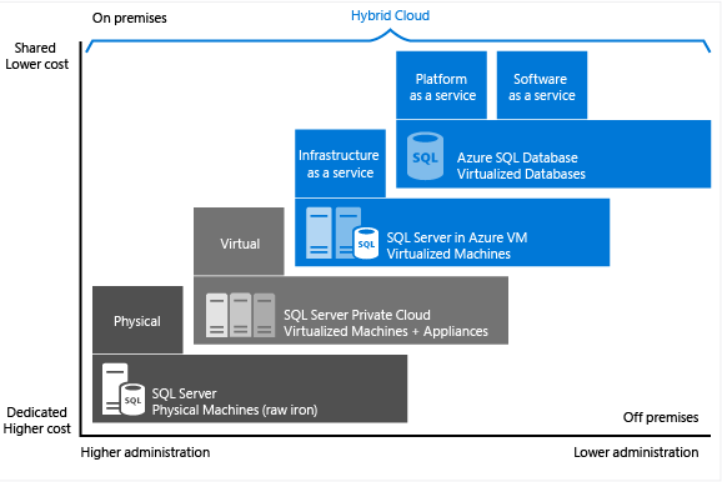 On premises
Hybrid Cloud
Shared
Lower cost
Platform
as a service
Software
as a service
SQL
Azure SQL Database
Virtualized Databases
Infrastructure
as a service
SQL
SQL Server in Azure VM
Virtualized Machines
Virtual
SQL Server Private Cloud
Virtualized Machines + Appliances
Physical
SQL
SQL Server
Physical Machines (raw iron)
Dedicated
Higher cost
Off premises
Higher administration
Lower administration